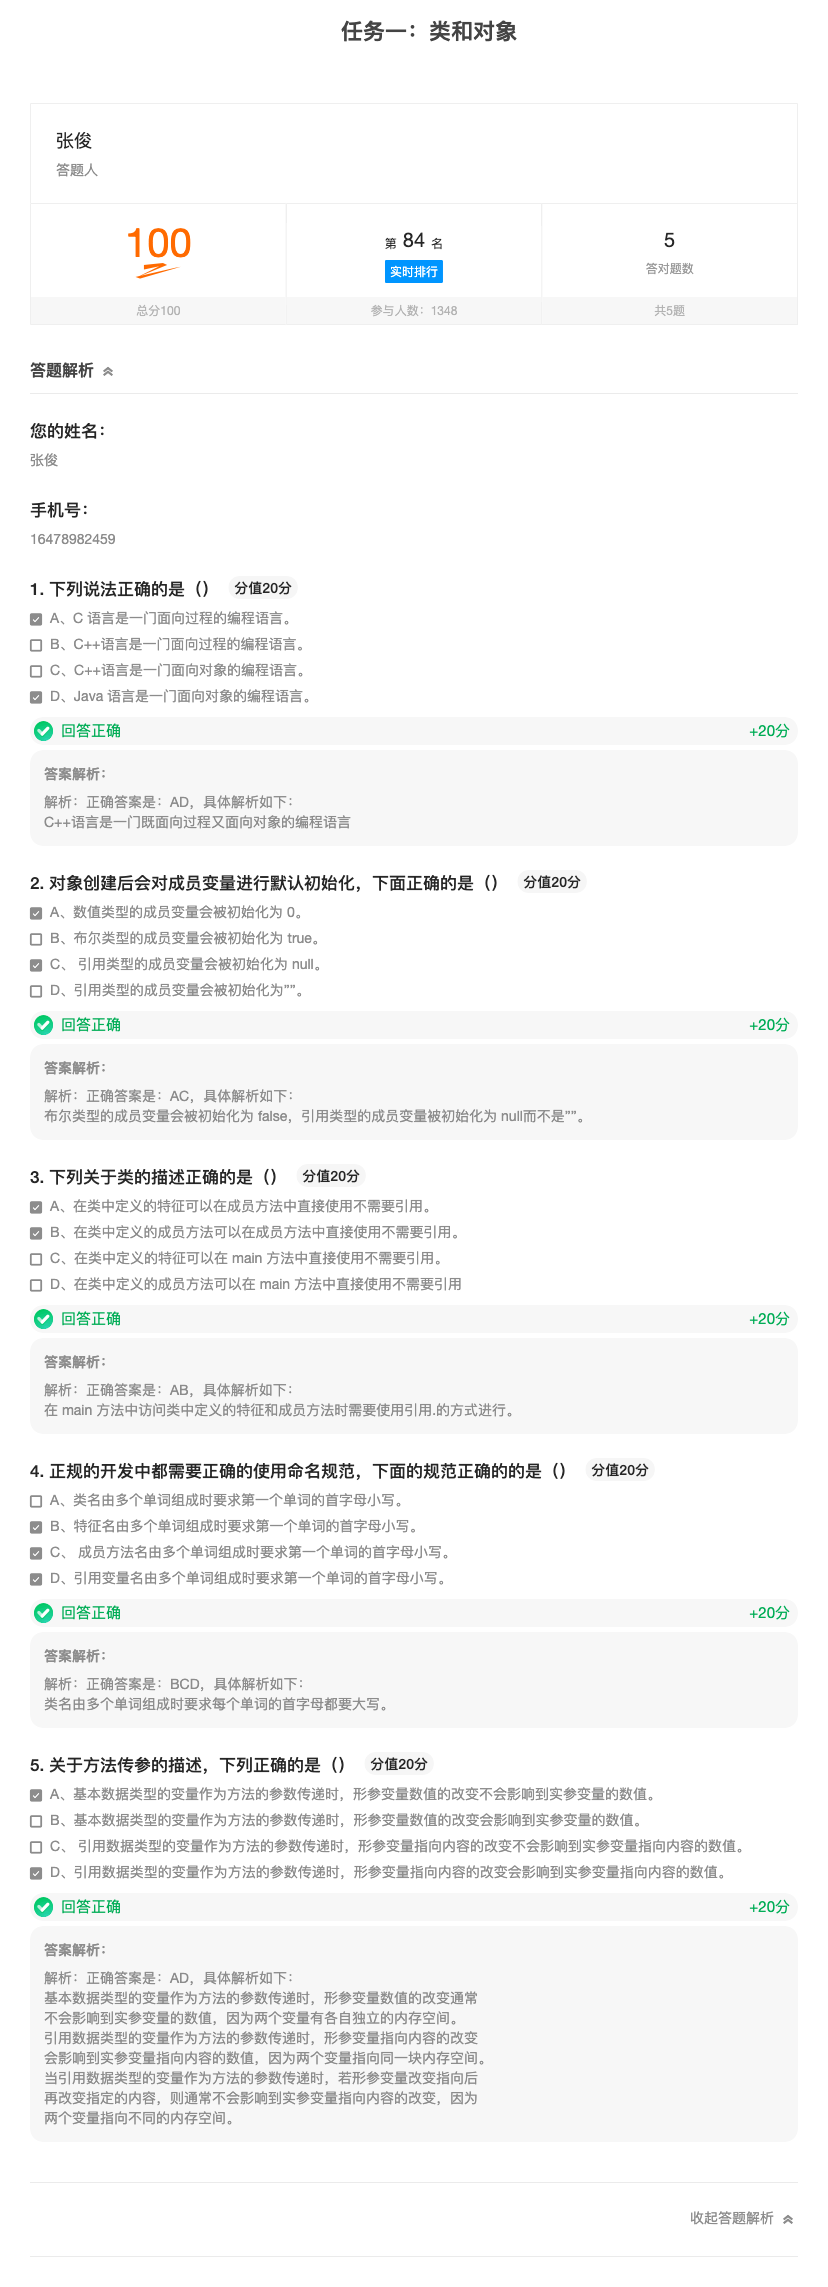 任务一：类和对象
张俊
答题人
100
第 84 名
5
实时排行
答对题数
总分100
参与人数：1348
共5题
答题解析
您的姓名：
张俊
手机号：
16478982459
1. 下列说法正确的是（） 分值20分
A、C 语言是一门面向过程的编程语言。
B、C++语言是一门面向过程的编程语言。
C、C++语言是一门面向对象的编程语言。
D、Java 语言是一门面向对象的编程语言。
回答正确 +20分
答案解析：
解析：正确答案是：AD，具体解析如下：
C++语言是一门既面向过程又面向对象的编程语言
2. 对象创建后会对成员变量进行默认初始化，下面正确的是（） 分值20分
A、数值类型的成员变量会被初始化为 0。
B、布尔类型的成员变量会被初始化为 true。
C、 引用类型的成员变量会被初始化为 null。
D、引用类型的成员变量会被初始化为””。
回答正确 +20分
答案解析：
解析：正确答案是：AC，具体解析如下：
布尔类型的成员变量会被初始化为 false，引用类型的成员变量被初始化为 null而不是””。
3. 下列关于类的描述正确的是（） 分值20分
A、在类中定义的特征可以在成员方法中直接使用不需要引用。
B、在类中定义的成员方法可以在成员方法中直接使用不需要引用。
C、在类中定义的特征可以在 main 方法中直接使用不需要引用。
D、在类中定义的成员方法可以在 main 方法中直接使用不需要引用
回答正确 +20分
答案解析：
解析：正确答案是：AB，具体解析如下：
在 main 方法中访问类中定义的特征和成员方法时需要使用引用.的方式进行。
4. 正规的开发中都需要正确的使用命名规范，下面的规范正确的的是（） 分值20分
A、类名由多个单词组成时要求第一个单词的首字母小写。
B、特征名由多个单词组成时要求第一个单词的首字母小写。
C、 成员方法名由多个单词组成时要求第一个单词的首字母小写。
D、引用变量名由多个单词组成时要求第一个单词的首字母小写。
回答正确 +20分
答案解析：
解析：正确答案是：BCD，具体解析如下：
类名由多个单词组成时要求每个单词的首字母都要大写。
5. 关于方法传参的描述，下列正确的是（） 分值20分
A、基本数据类型的变量作为方法的参数传递时，形参变量数值的改变不会影响到实参变量的数值。
B、基本数据类型的变量作为方法的参数传递时，形参变量数值的改变会影响到实参变量的数值。
C、 引用数据类型的变量作为方法的参数传递时，形参变量指向内容的改变不会影响到实参变量指向内容的数值。
D、引用数据类型的变量作为方法的参数传递时，形参变量指向内容的改变会影响到实参变量指向内容的数值。
回答正确 +20分
答案解析：
解析：正确答案是：AD，具体解析如下：
基本数据类型的变量作为方法的参数传递时，形参变量数值的改变通常
不会影响到实参变量的数值，因为两个变量有各自独立的内存空间。
引用数据类型的变量作为方法的参数传递时，形参变量指向内容的改变
会影响到实参变量指向内容的数值，因为两个变量指向同一块内存空间。
当引用数据类型的变量作为方法的参数传递时，若形参变量改变指向后
再改变指定的内容，则通常不会影响到实参变量指向内容的改变，因为
两个变量指向不同的内存空间。
收起答题解析